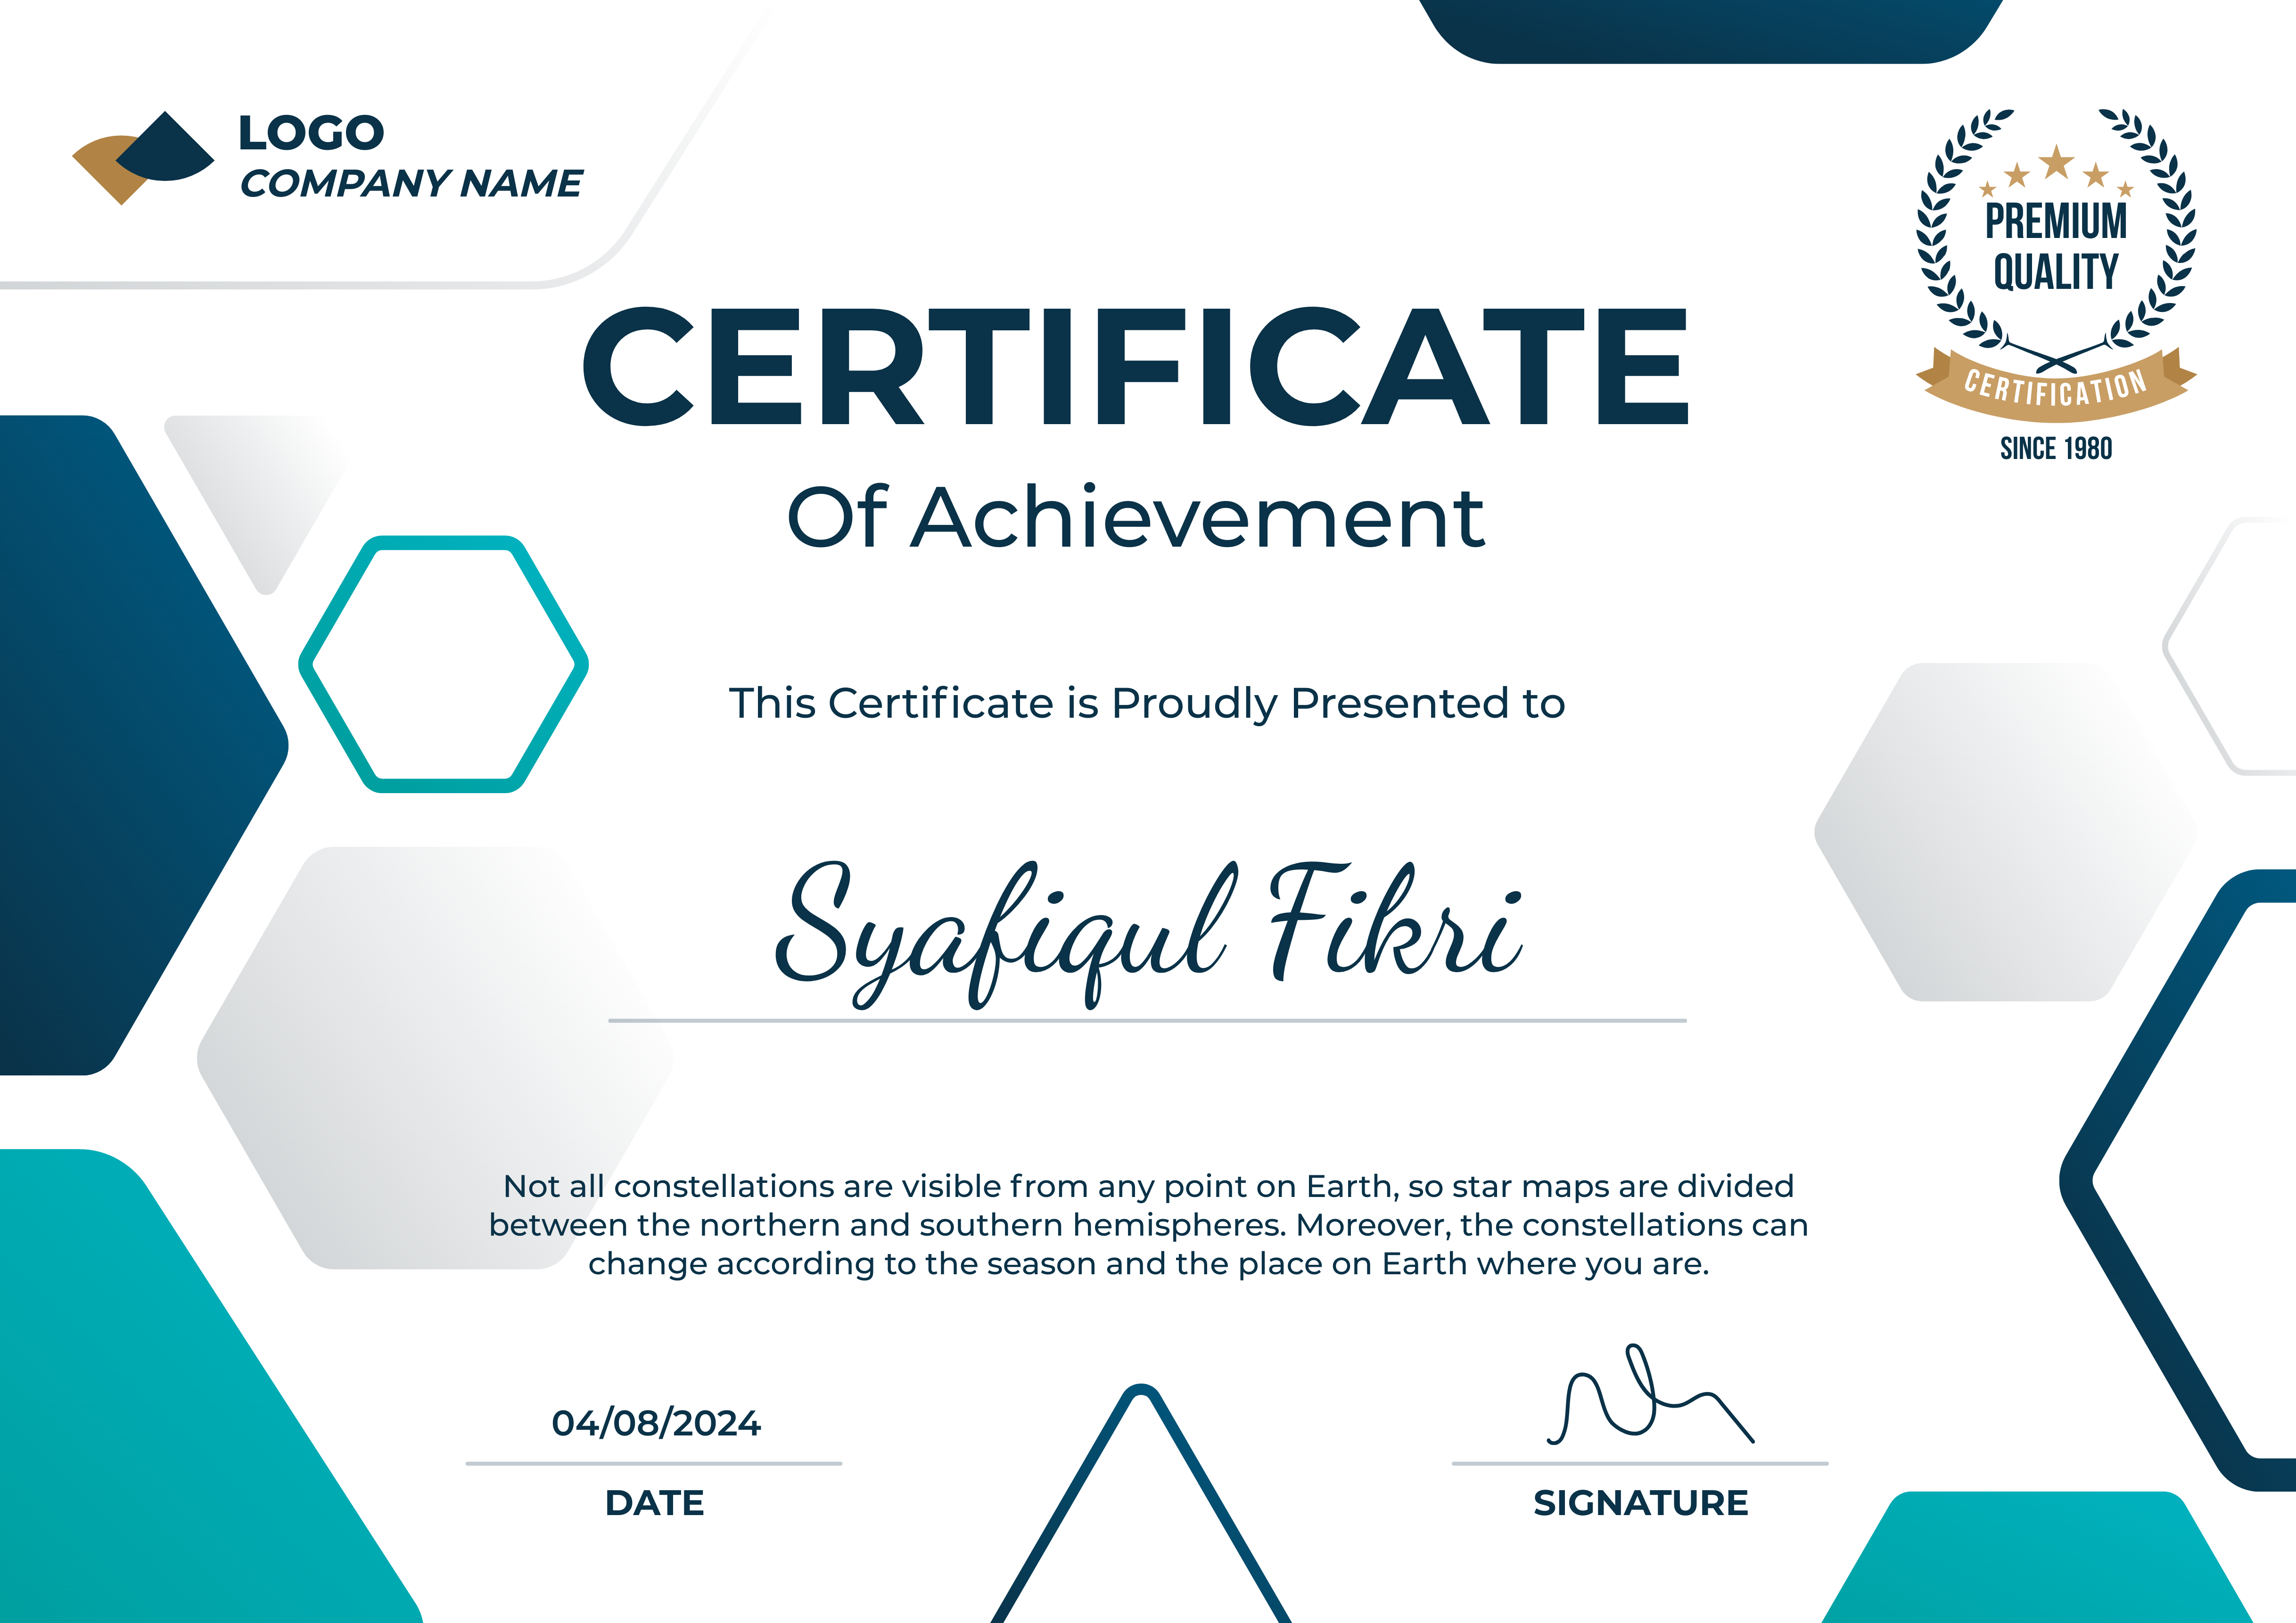 LOGO
COMPANY NAME
PREMIUM
QUALITY
CERTIFICATION
SINCE 1980
CERTIFICATE
Of Achievement
This Certificate is Proudly Presented to
Syafiqul Fikri
Not all constellations are visible from any point on Earth, so star maps are divided
between the northern and southern hemispheres. Moreover, the constellations can
change according to the season and the place on Earth where you are.
04/08/2024
DATE
SIGNATURE